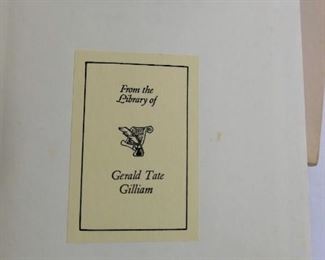 From the
Library of
Gerald Tate
Gilliam